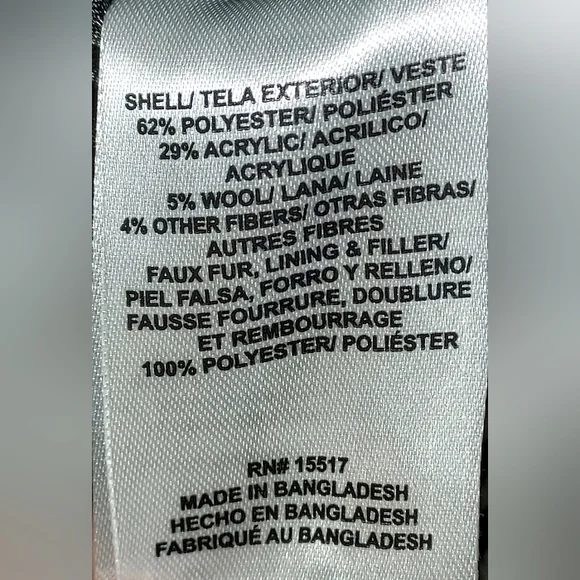 SHELL/ TELA EXTERIOR/ VESTE
62% POLYESTER/ POLIÉSTER
29% ACRYLIC/ ACRILICO/
ACRYLIQUE
5% WOOL/ LANA/ LAINE
4% OTHER FIBERS/ OTRAS FIBRAS/
AUTRES FIBRES
FAUX FUR, LINING & FILLER/
PIEL FALSA, FORRO Y RELLENO/
FAUSSE FOURRURE, DOUBLURE
ET REMBOURRAGE
100% POLYESTER/ POLIÉSTER
RN# 15517
MADE IN BANGLADESH
HECHO EN BANGLADESH
FABRIQUÉ AU BANGLADESH